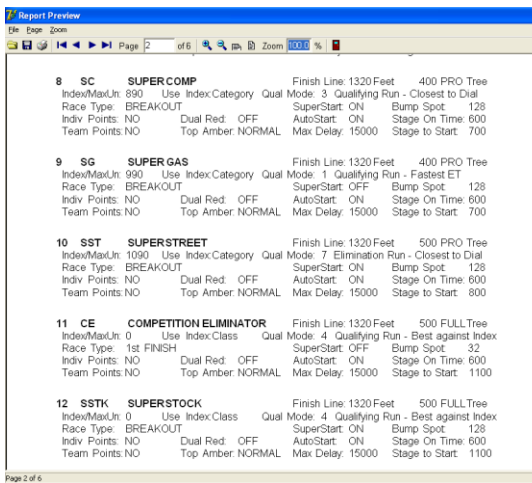 Report Preview
File Page Zoom
Page 2 of 6 Zoom 100.0 %
8 SC SUPER COMP Finish Line: 1320 Feet 400 PRO Tree
Index/MaxUn: 890 Use Index:Category Qual Mode: 3 Qualifying Run - Closest to Dial
Race Type: BREAKOUT SuperStart: ON Bump Spot: 128
Indiv Points: NO Dual Red: OFF AutoStart: ON Stage On Time: 600
Team Points: NO Top Amber: NORMAL Max Delay: 15000 Stage to Start: 700
9 SG SUPER GAS Finish Line: 1320 Feet 400 PRO Tree
Index/MaxUn: 990 Use Index:Category Qual Mode: 1 Qualifying Run - Fastest ET
Race Type: BREAKOUT SuperStart: OFF Bump Spot: 128
Indiv Points: NO Dual Red: OFF AutoStart: ON Stage On Time: 600
Team Points: NO Top Amber: NORMAL Max Delay: 15000 Stage to Start: 700
10 SST SUPER STREET Finish Line: 1320 Feet 500 PRO Tree
Index/MaxUn: 1090 Use Index:Category Qual Mode: 7 Elimination Run - Closest to Dial
Race Type: BREAKOUT SuperStart: ON Bump Spot: 128
Indiv Points: NO Dual Red: OFF AutoStart: ON Stage On Time: 600
Team Points: NO Top Amber: NORMAL Max Delay: 15000 Stage to Start: 800
11 CE COMPETITION ELIMINATOR Finish Line: 1320 Feet 500 FULL Tree
Index/MaxUn: 0 Use Index:Class Qual Mode: 4 Qualifying Run - Best against Index
Race Type: 1st FINISH SuperStart: OFF Bump Spot: 32
Indiv Points: NO Dual Red: OFF AutoStart: ON Stage On Time: 600
Team Points: NO Top Amber: NORMAL Max Delay: 15000 Stage to Start: 1100
12 SSTK SUPER STOCK Finish Line: 1320 Feet 500 FULL Tree
Index/MaxUn: 0 Use Index:Class Qual Mode: 4 Qualifying Run - Best against Index
Race Type: BREAKOUT SuperStart: ON Bump Spot: 128
Indiv Points: NO Dual Red: OFF AutoStart: ON Stage On Time: 600
Team Points: NO Top Amber: NORMAL Max Delay: 15000 Stage to Start: 1100
Page 2 of 6